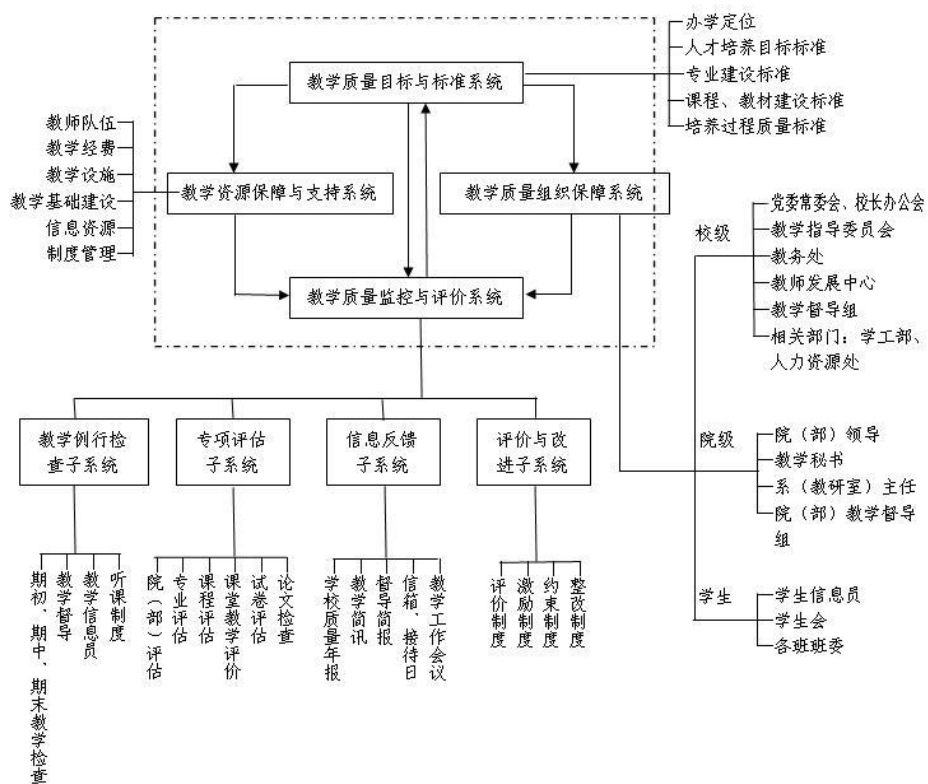 办学定位
人才培养目标标准
专业建设标准
课程、教材建设标准
培养过程质量标准
教学质量目标与标准系统
教师队伍
教学经费
教学设施
教学基础建设
信息资源
制度管理
教学资源保障与支持系统
教学质量组织保障系统
教学质量监控与评价系统
校级
党委常委会、校长办公会
教学指导委员会
教务处
教师发展中心
教学督导组
相关部门：学工部、
人力资源处
院级
院（部）领导
教学秘书
系（教研室）主任
院（部）教学督导
组
学生
学生信息员
学生会
各班班委
教学例行检
查子系统
专项评估
子系统
信息反馈
子系统
评价与改
进子系统
期初、期中、期末教学检查
教学督导
教学信息员
听课制度
院（部）评估
专业评估
课程评估
课堂教学评价
试卷评估
论文检查
学校质量年报
教学简讯
督导简报
信箱、接待日
教学工作会议
评价制度
激励制度
约束制度
整改制度